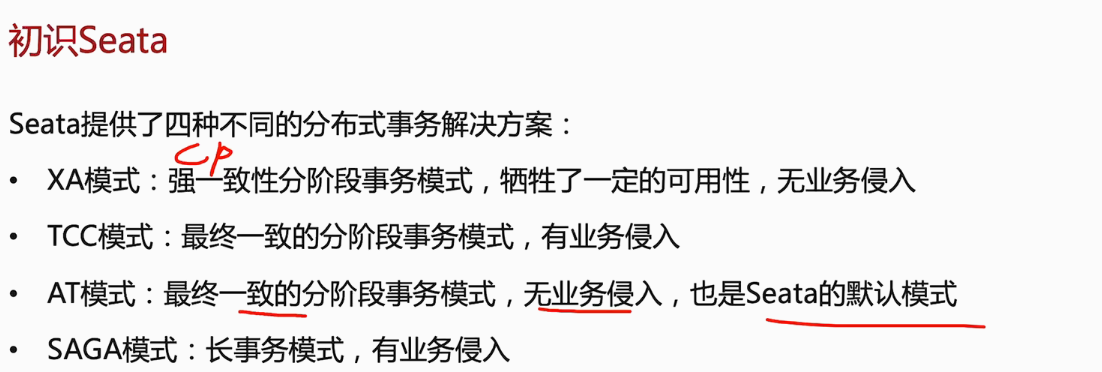 初识Seata
Seata提供了四种不同的分布式事务解决方案：
CP
• XA模式：强一致性分阶段事务模式，牺牲了一定的可用性，无业务侵入
• TCC模式：最终一致的分阶段事务模式，有业务侵入
• AT模式：最终一致的分阶段事务模式，无业务侵入，也是Seata的默认模式
• SAGA模式：长事务模式，有业务侵入